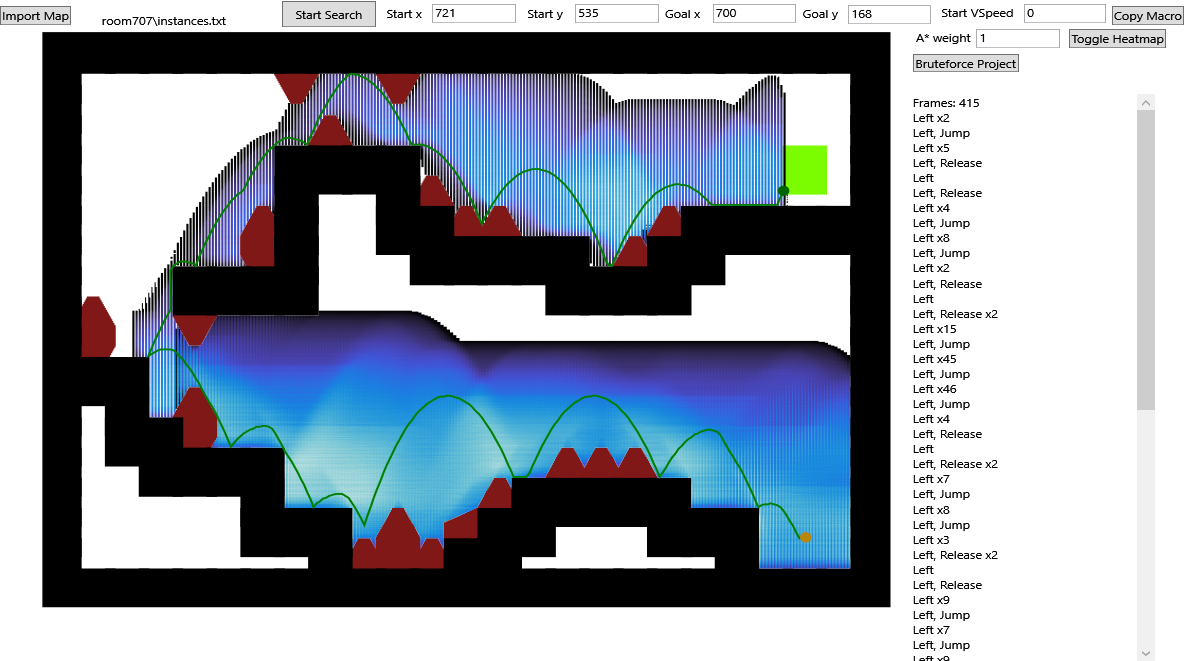 Import Map
room707\instances.txt
Start Search
Start x 721
Start y 535
Goal x 700
Goal y 168
Start VSpeed 0
Copy Macro
A* weight 1
Toggle Heatmap
Bruteforce Project
Frames: 415
Left x2
Left, Jump
Left x5
Left, Release
Left
Left, Release
Left x4
Left, Jump
Left x8
Left, Jump
Left x2
Left, Release
Left
Left, Release x2
Left x15
Left, Jump
Left x45
Left, Jump
Left x46
Left, Jump
Left x4
Left, Release
Left
Left, Release x2
Left x7
Left, Jump
Left x8
Left, Jump
Left x3
Left, Release x2
Left
Left, Release
Left x9
Left, Jump
Left x7
Left, Jump
Left x9